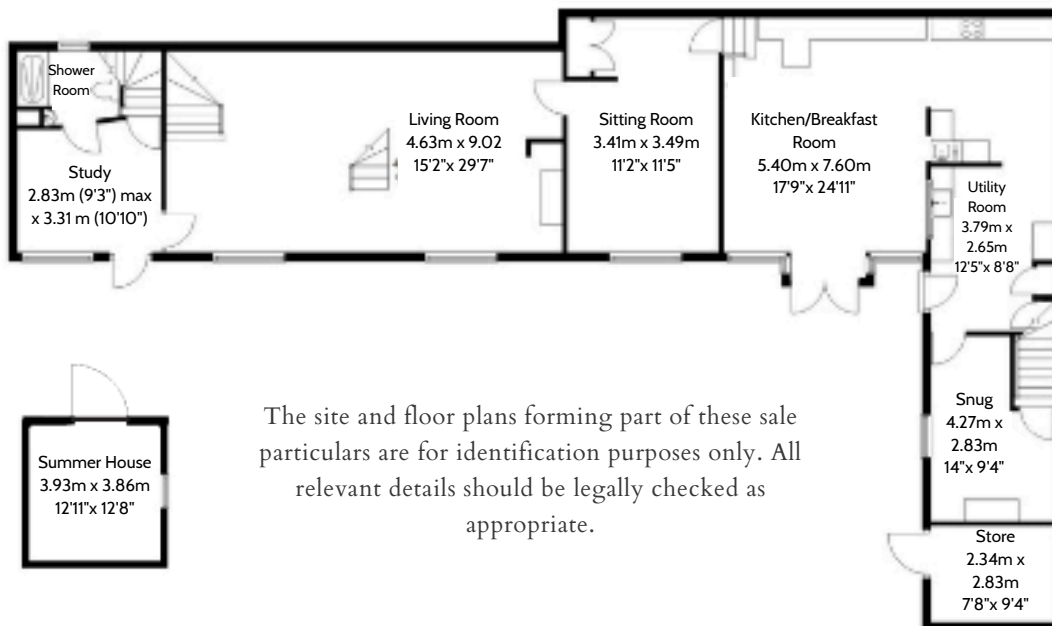 Shower
Room
Study
2.83m (9'3") max
x 3.31 m (10'10")
Living Room
4.63m x 9.02
15'2"x 29'7"
Sitting Room
3.41m x 3.49m
11'2"x 11'5"
Kitchen/Breakfast
Room
5.40m x 7.60m
17'9"x 24'11"
Utility
Room
3.79m x
2.65m
12'5"x 8'8"
Snug
4.27m x
2.83m
14"x 9'4"
Store
2.34m x
2.83m
7'8"x 9'4"
Summer House
3.93m x 3.86m
12'11"x 12'8"
The site and floor plans forming part of these sale
particulars are for identification purposes only. All
relevant details should be legally checked as
appropriate.